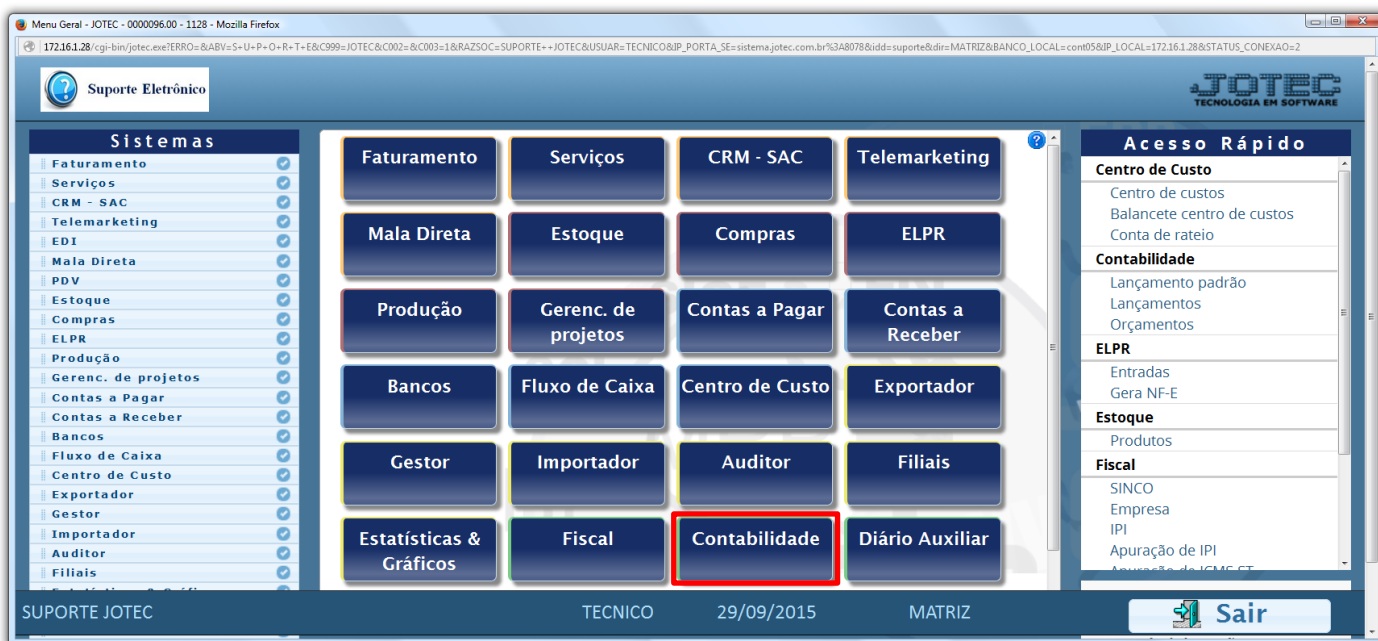 Menu Geral - JOTEC - 0000096.00 - 1128 - Mozilla Firefox
172.16.1.28/cgi-bin/jotec.exe?ERRO=&ABV=S+U+P+O+R+T+E&C999=JOTEC&C002=&C003=1&RAZSOC=SUPORTE++JOTEC&USUAR=TECNICO&IP_PORTA_SE=sistema.jotec.com.br%3A8078&idd=suporte&dir=MATRIZ&BANCO_LOCAL=cont05&IP_LOCAL=172.16.1.28&STATUS_CONEXAO=2
Suporte Eletrônico
JOTEC
TECNOLOGIA EM SOFTWARE
Sistemas
Faturamento
Serviços
CRM - SAC
Telemarketing
EDI
Mala Direta
PDV
Estoque
Compras
ELPR
Produção
Gerenc. de projetos
Contas a Pagar
Contas a Receber
Bancos
Fluxo de Caixa
Centro de Custo
Exportador
Gestor
Importador
Auditor
Filiais
Faturamento
Serviços
CRM - SAC
Telemarketing
Mala Direta
Estoque
Compras
ELPR
Produção
Gerenc. de
projetos
Contas a Pagar
Contas a
Receber
Bancos
Fluxo de Caixa
Centro de Custo
Exportador
Gestor
Importador
Auditor
Filiais
Estatísticas &
Gráficos
Fiscal
Contabilidade
Diário Auxiliar
Acesso Rápido
Centro de Custo
Centro de custos
Balancete centro de custos
Conta de rateio
Contabilidade
Lançamento padrão
Lançamentos
Orçamentos
ELPR
Entradas
Gera NF-E
Estoque
Produtos
Fiscal
SINCO
Empresa
IPI
Apuração de IPI
Apuração de ICMS ST
SUPORTE JOTEC
TECNICO
29/09/2015
MATRIZ
Sair